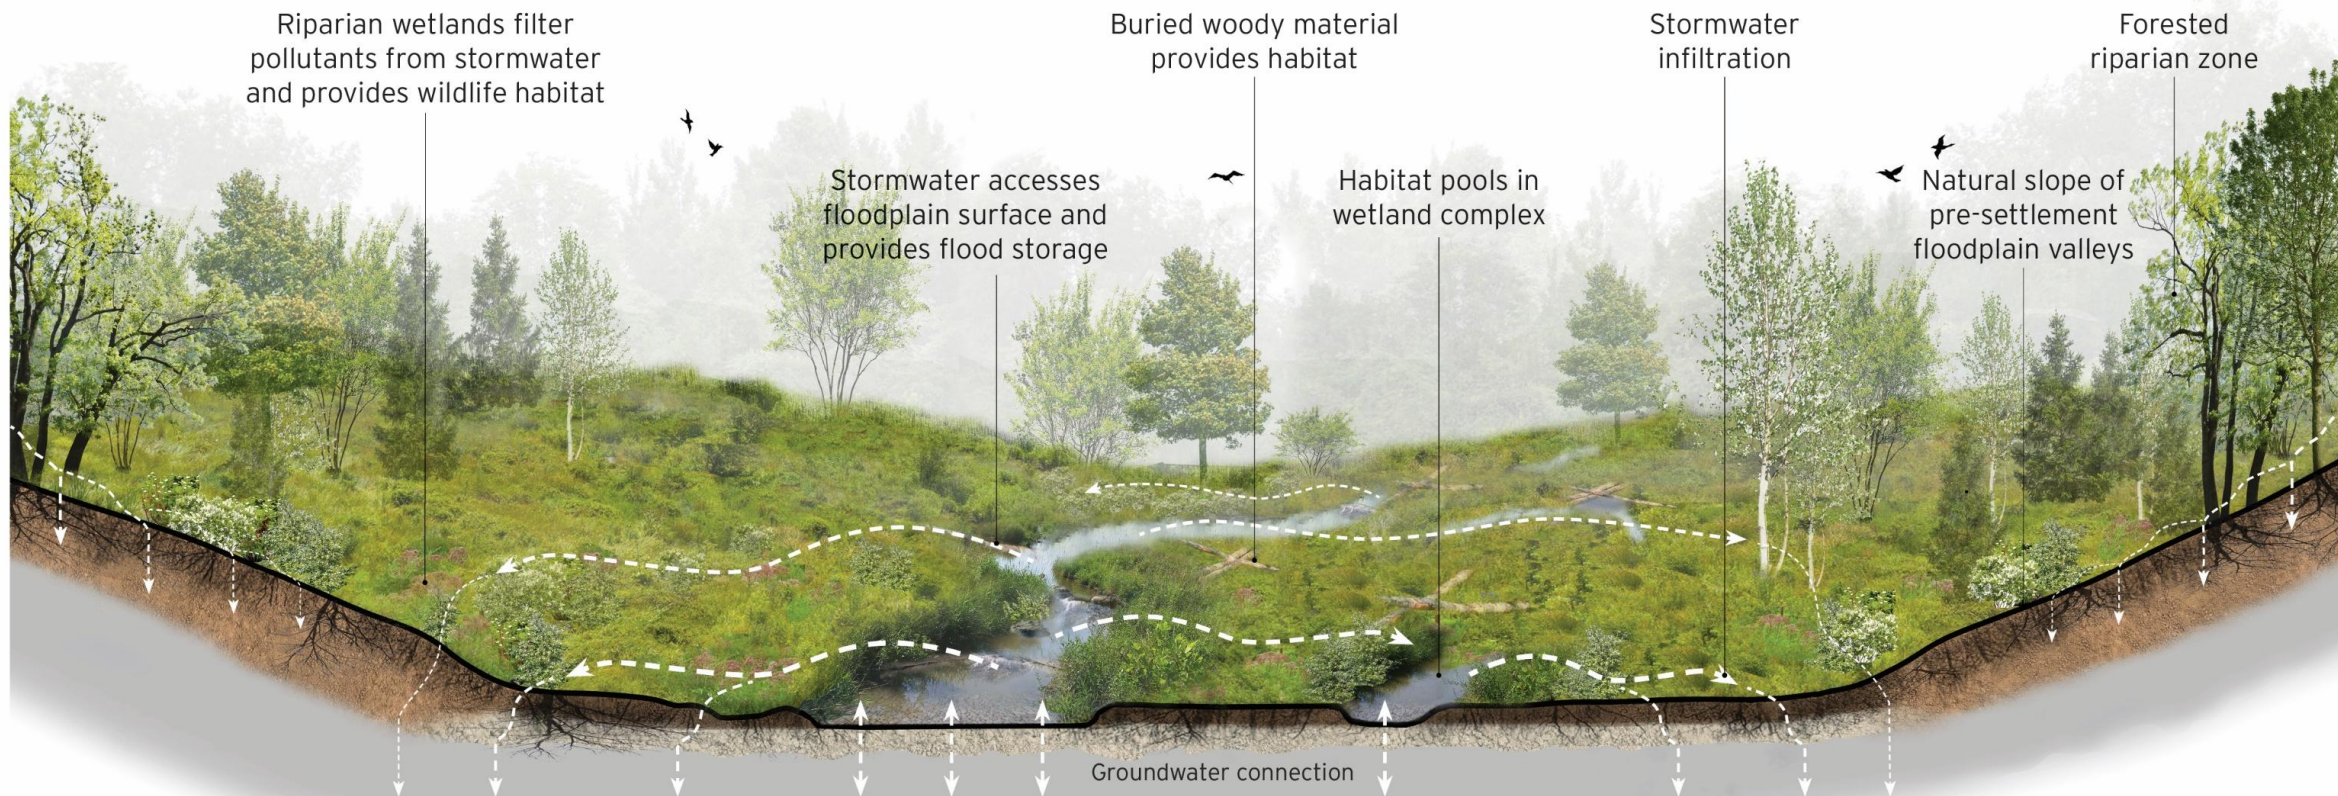 Riparian wetlands filter
pollutants from stormwater
and provides wildlife habitat
Stormwater accesses
floodplain surface and
provides flood storage
Buried woody material
provides habitat
Habitat pools in
wetland complex
Stormwater
infiltration
Natural slope of
pre-settlement
floodplain valleys
Forested
riparian zone
Groundwater connection